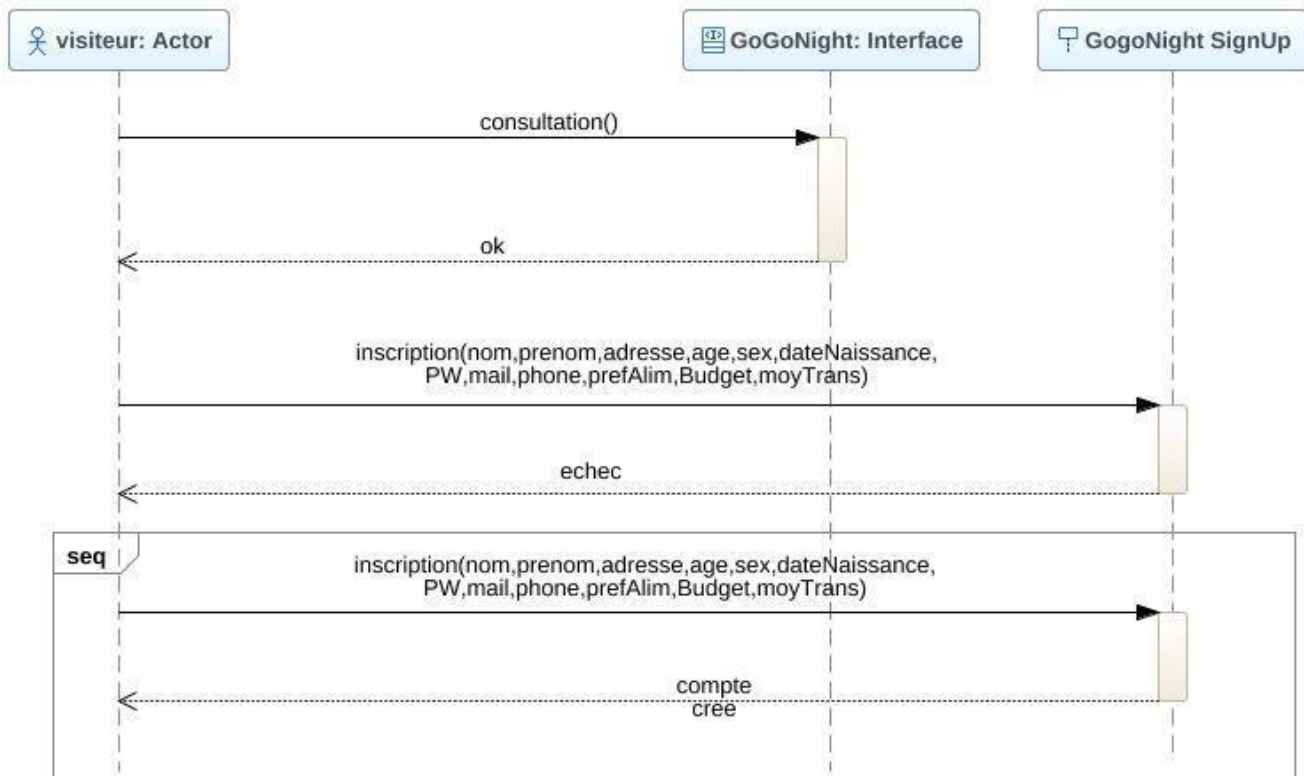 visiteur: Actor
GoGoNight: Interface
GogoNight SignUp
consultation()
ok
inscription(nom,prenom,adresse,age,sex,dateNaissance,
PW,mail,phone,prefAlim,Budget,moyTrans)
echec
seq
inscription(nom,prenom,adresse,age,sex,dateNaissance,
PW,mail,phone,prefAlim,Budget,moyTrans)
compte
cree